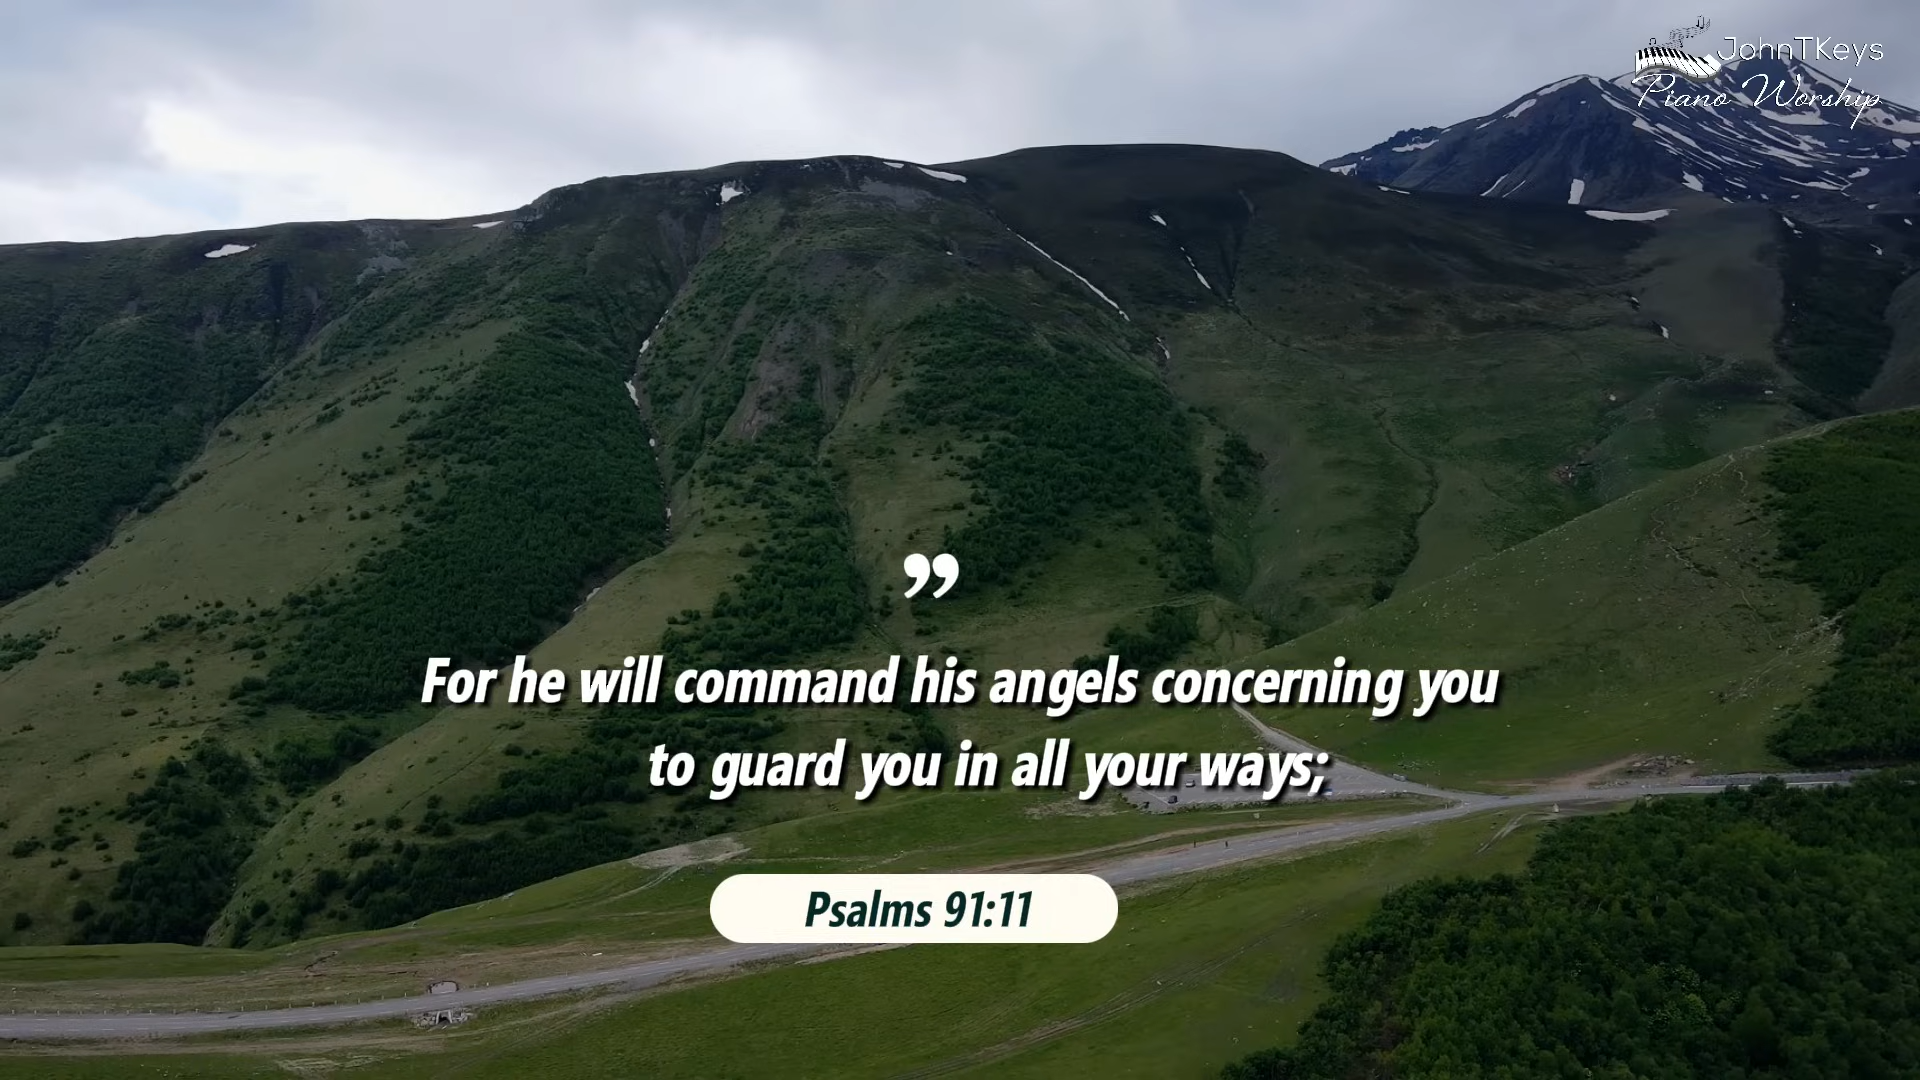 JohnTKeys
Piano Worship
”
For he will command his angels concerning you
to guard you in all your ways;
Psalms 91:11